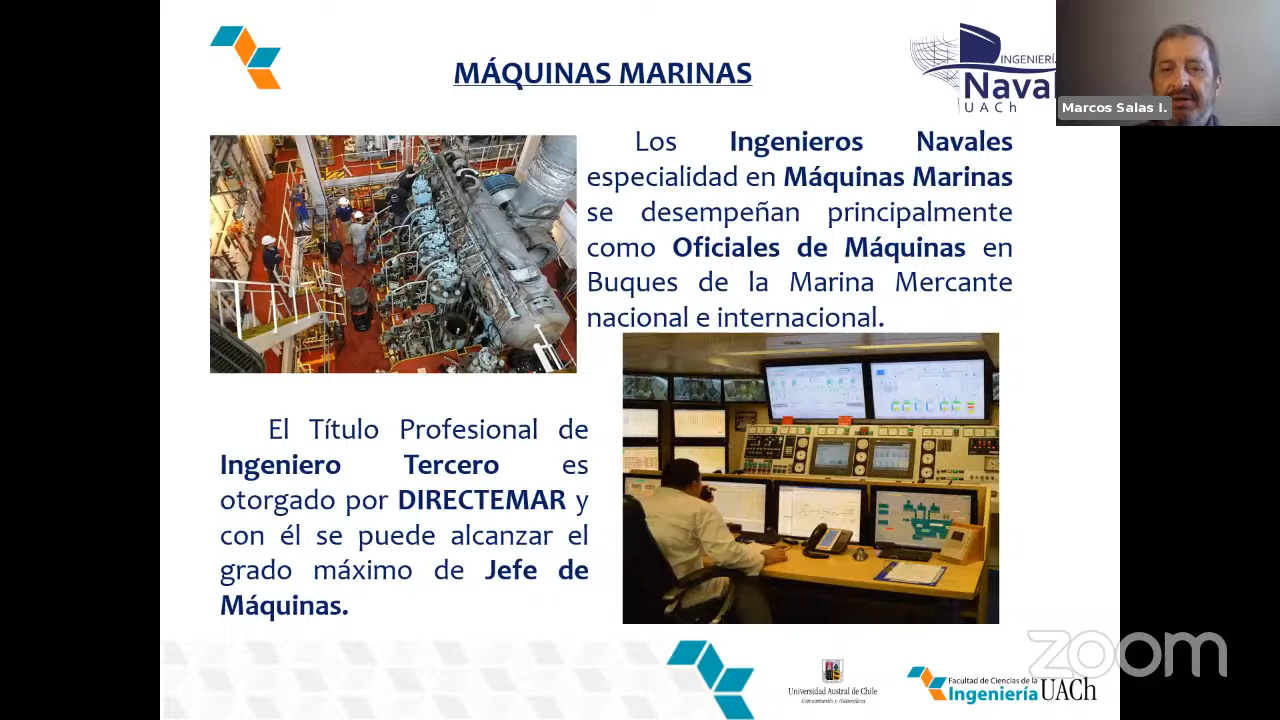 MÁQUINAS MARINAS
INGENIERÍA
Naval
UACh
Marcos Salas I.
Los Ingenieros Navales
especialidad en Máquinas Marinas
se desempeñan principalmente
como Oficiales de Máquinas en
Buques de la Marina Mercante
nacional e internacional.
El Título Profesional de
Ingeniero Tercero es
otorgado por DIRECTEMAR y
con él se puede alcanzar el
grado máximo de Jefe de
Máquinas.
zoom
Universidad Austral de Chile
Conocimiento y Naturaleza
Facultad de Ciencias de la
Ingeniería UACh